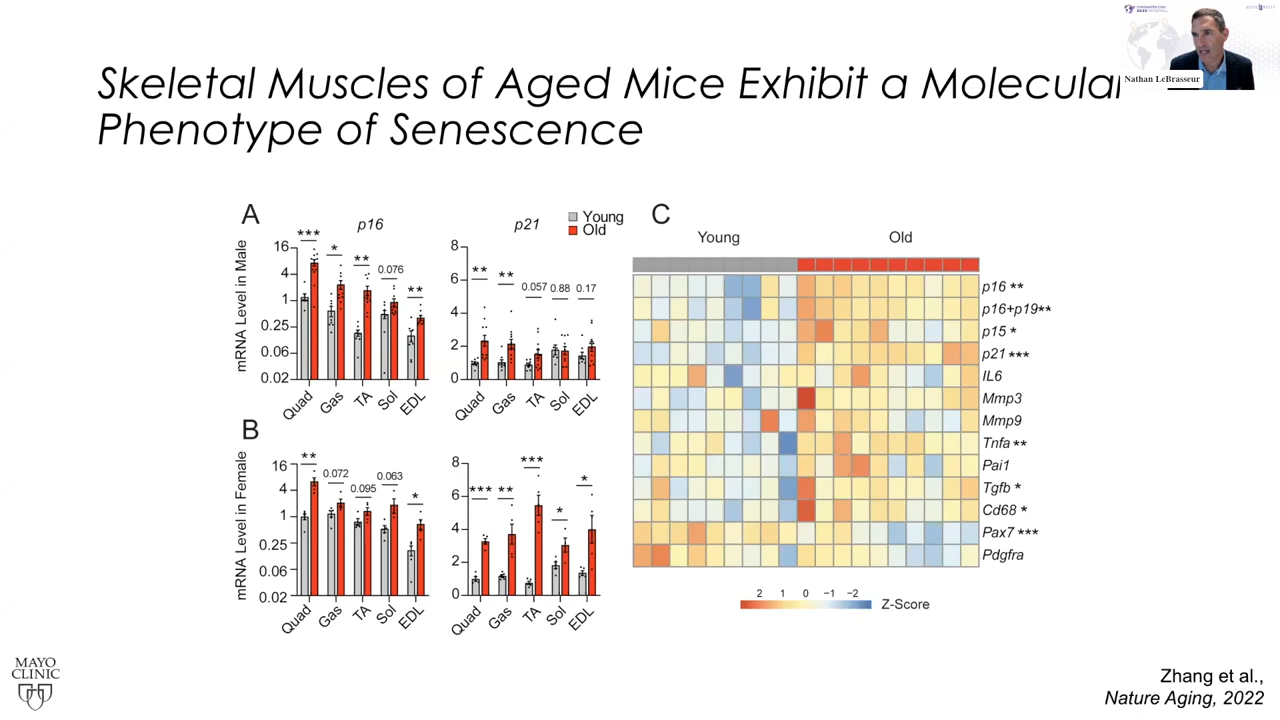 Nathan LeBrasseur
Skeletal Muscles of Aged Mice Exhibit a Molecular
Phenotype of Senescence
A
p16
p21
Young
Old
mRNA Level in Male
16
4
1
0.25
0.06
0.02
***
*
**
0.076
**
Quad
Gas
TA
Sol
EDL
8
6
4
2
0
**
**
0.057
0.88
0.17
Quad
Gas
TA
Sol
EDL
B
mRNA Level in Female
16
4
1
0.25
0.06
0.02
**
0.072
0.095
0.063
*
Quad
Gas
TA
Sol
EDL
8
6
4
2
0
***
**
***
*
*
Quad
Gas
TA
Sol
EDL
C
Young
Old
p16 **
p16+p19**
p15 *
p21 ***
IL6
Mmp3
Mmp9
Tnfa **
Pai1
Tgfb *
Cd68 *
Pax7 ***
Pdgfra
2 1 0 −1 −2
Z-Score
MAYO
CLINIC
Zhang et al.,
Nature Aging, 2022